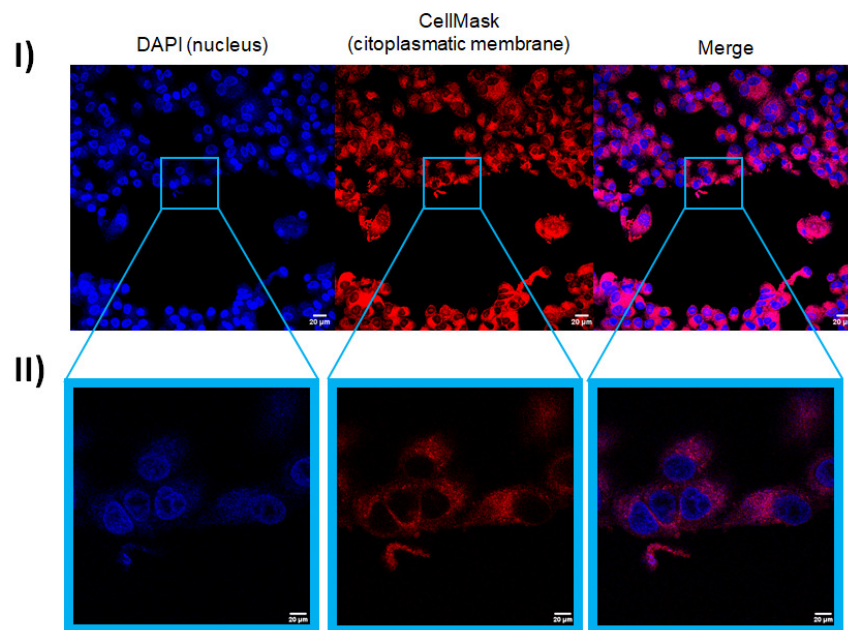 CellMask
DAPI (nucleus) (citoplasmatic membrane) Merge
I)
20 µm 20 µm 20 µm
II)
20 µm 20 µm 20 µm